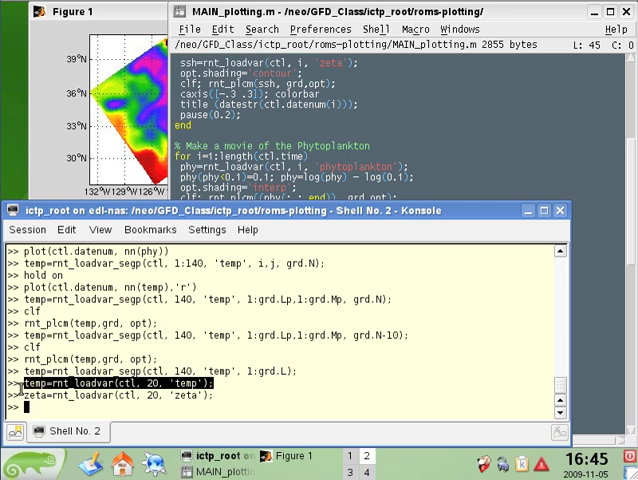 Figure 1
36°N
33°N
30°N
132°W 129°W 126°W
MAIN_plotting.m - /neo/GFD_Class/ictp_root/roms-plotting/
File Edit Search Preferences Shell Macro Windows Help
/neo/GFD_Class/ictp_root/roms-plotting/MAIN_plotting.m 2855 bytes L: 45 C: 0
ssh=rnt_loadvar(ctl, i, 'zeta');
opt.shading='contour';
clf; rnt_plcm(ssh, grd,opt);
caxis([-.3 .3]; colorbar
title (datestr(ctl.datenum(i)));
pause(0.2);
end
% Make a movie of the Phytoplankton
for i=1:length(ctl.time)
phy=rnt_loadvar(ctl, i, 'phytoplankton');
phy(phy<0.1)=0.1; phy=log(phy) - log(0.1);
opt.shading='interp';
ictp_root on edl-nas: /neo/GFD_Class/ictp_root/roms-plotting - Shell No. 2 - Konsole
Session Edit View Bookmarks Settings Help
>> plot(ctl.datenum, nn(phy))
>> temp=rnt_loadvar_segp(ctl, 1:140, 'temp', i,j, grd.N);
>> hold on
>> plot(ctl.datenum, nn(temp),'r')
>> temp=rnt_loadvar_segp(ctl, 140, 'temp', 1:grd.Lp,1:grd.Mp, grd.N);
>> clf
>> rnt_plcm(temp,grd, opt);
>> temp=rnt_loadvar_segp(ctl, 140, 'temp', 1:grd.Lp,1:grd.Mp, grd.N-10);
>> clf
>> rnt_plcm(temp,grd, opt);
>> temp=rnt_loadvar_segp(ctl, 140, 'temp', 1:grd.L);
>> temp=rnt_loadvar(ctl, 20, 'temp');
>> zeta=rnt_loadvar(ctl, 20, 'zeta');
>>
Shell No. 2
ictp_root on Figure 1
MAIN_plottin
1 2
3 4
16:45
2009-11-05